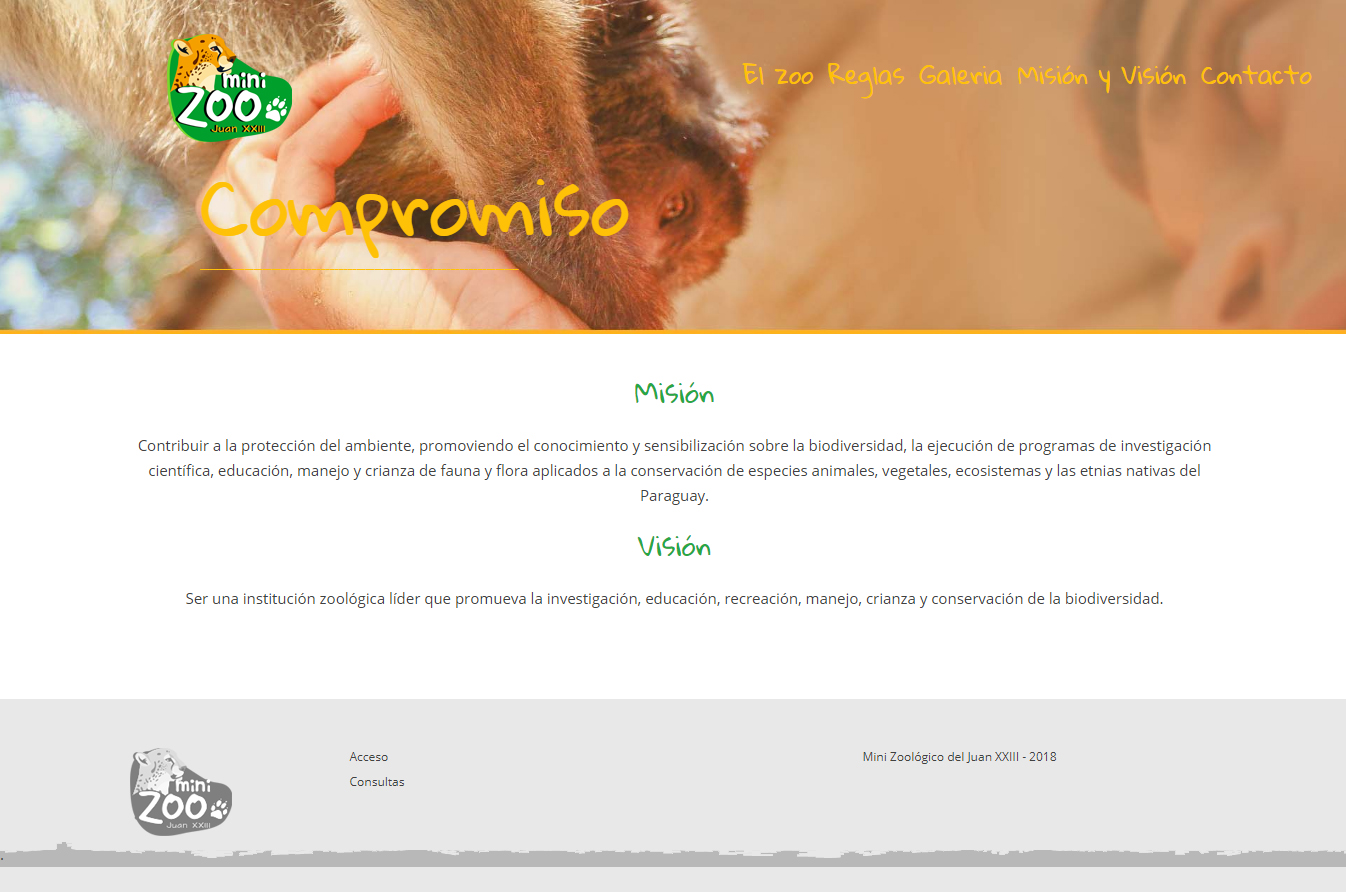 mini
ZOO
Juan XXIII
El zoo Reglas Galeria Misión y Visión Contacto
Compromiso
Misión
Contribuir a la protección del ambiente, promoviendo el conocimiento y sensibilización sobre la biodiversidad, la ejecución de programas de investigación
científica, educación, manejo y crianza de fauna y flora aplicados a la conservación de especies animales, vegetales, ecosistemas y las etnias nativas del
Paraguay.
Visión
Ser una institución zoológica líder que promueva la investigación, educación, recreación, manejo, crianza y conservación de la biodiversidad.
mini
ZOO
Juan XXIII
Acceso
Consultas
Mini Zoológico del Juan XXIII - 2018
.